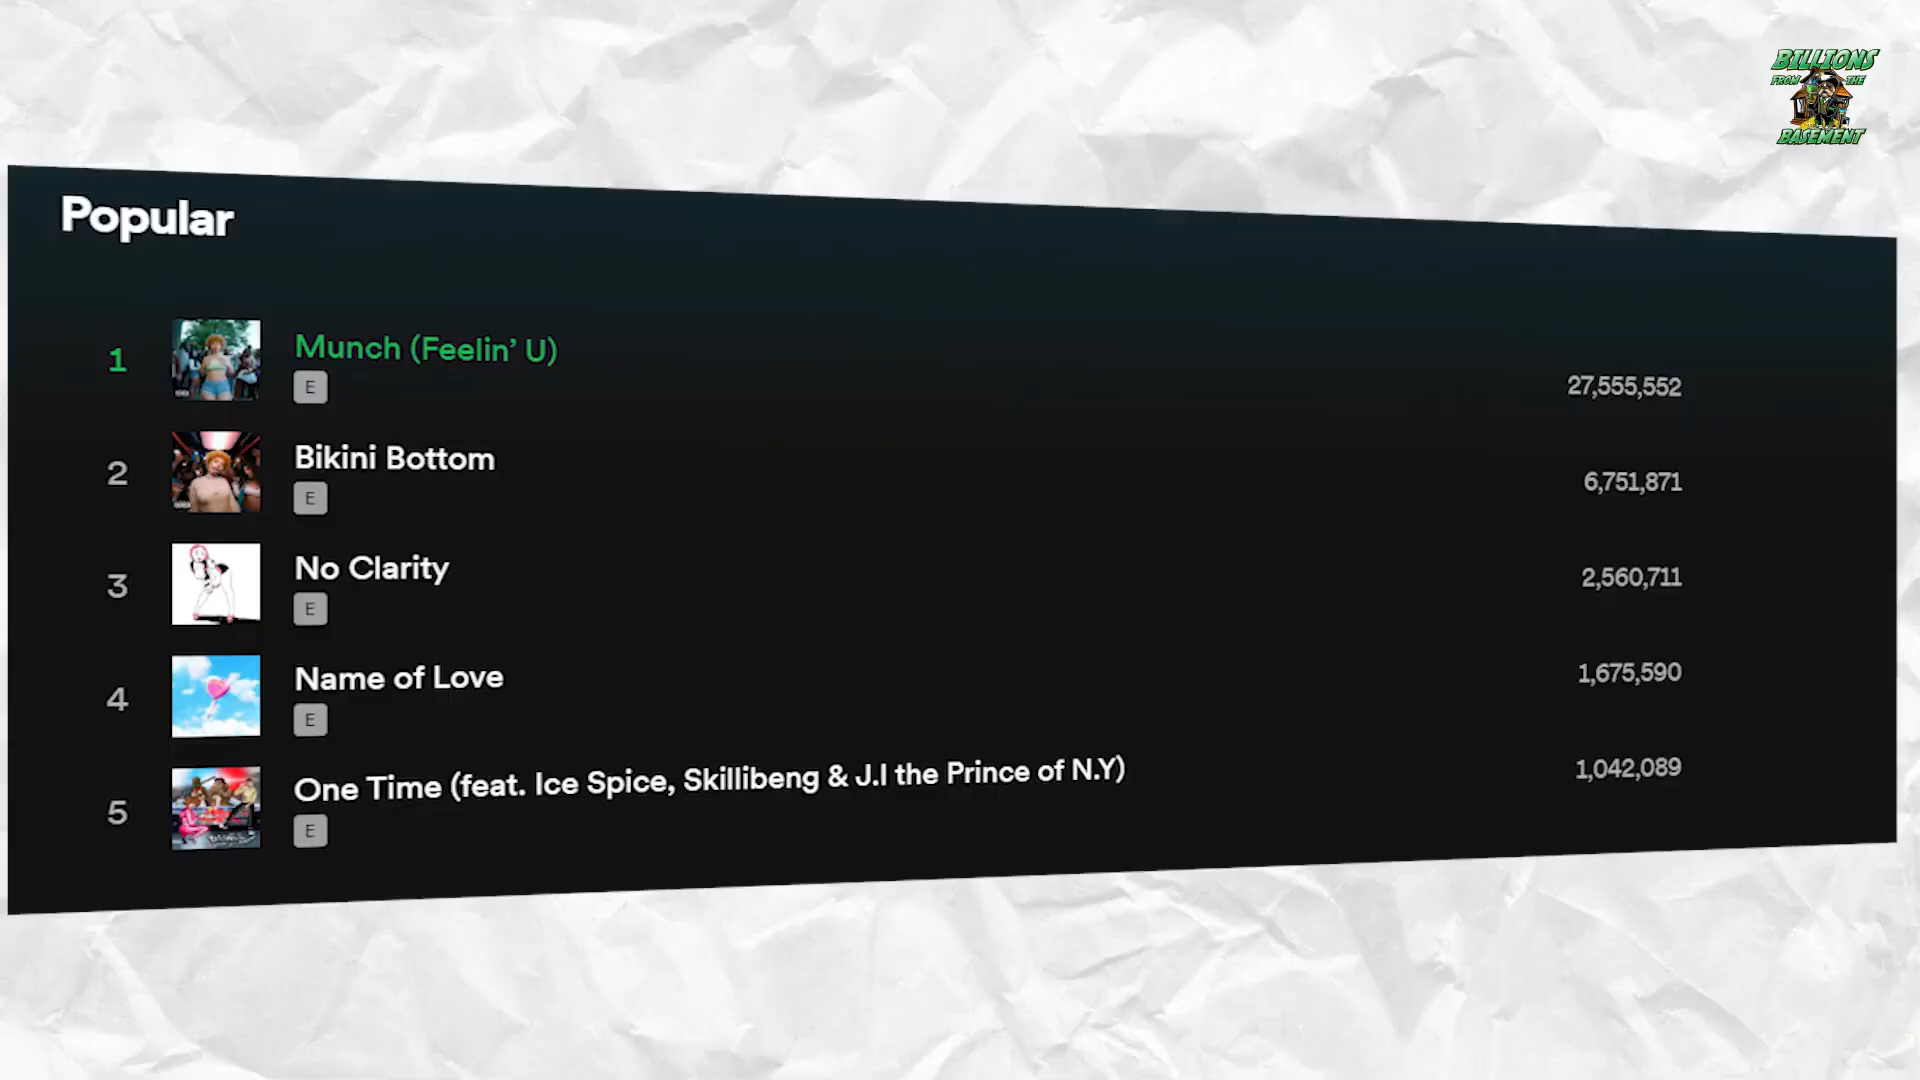 BILLIONS
FROM THE
BASEMENT
Popular
1
Munch (Feelin’ U)
E
27,555,552
2
Bikini Bottom
E
6,751,871
3
No Clarity
E
2,560,711
4
Name of Love
E
1,675,590
5
One Time (feat. Ice Spice, Skillibeng & J.I the Prince of N.Y)
E
1,042,089